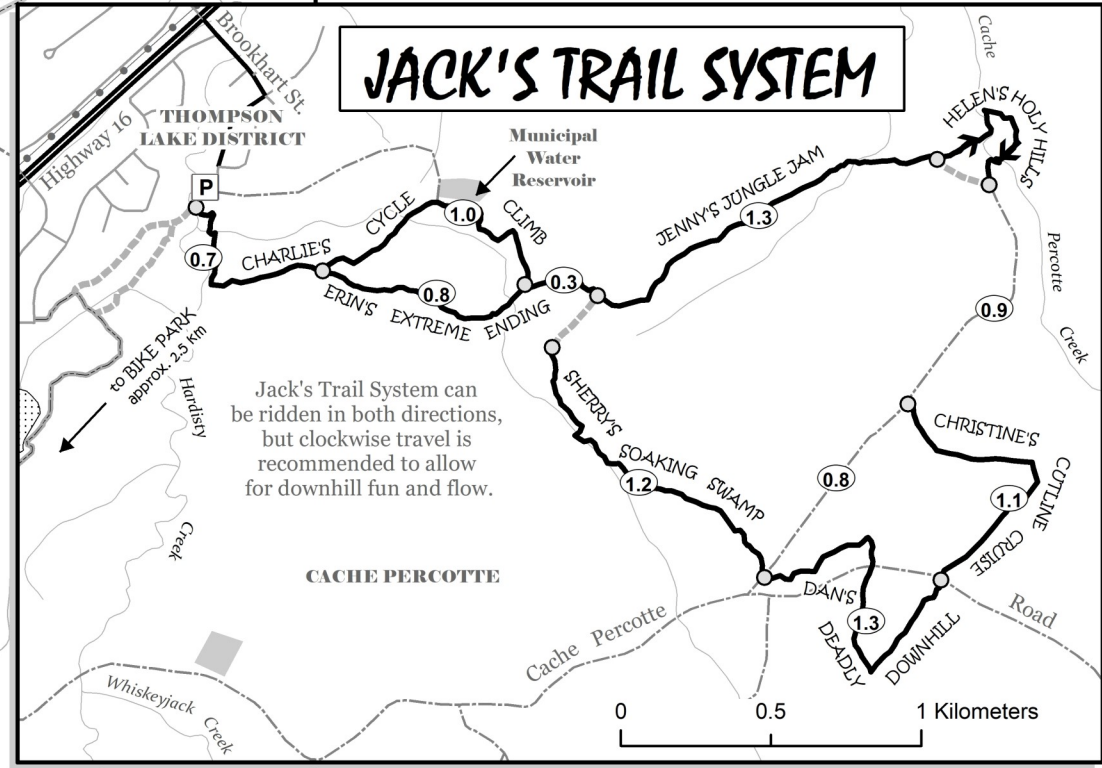 JACK'S TRAIL SYSTEM
Brookhart St.
Highway 16
THOMPSON
LAKE DISTRICT
P
Municipal
Water
Reservoir
Cache
HELEN'S HOLY HILLS
JENNY'S JUNGLE JAM
1.3
CHARLIE'S CYCLE CLIMB
1.0
0.7
ERIN'S EXTREME ENDING
0.8
0.3
Percotte
Creek
0.9
to BIKE PARK
approx. 2.5 km
Hardisty
Creek
Jack's Trail System can
be ridden in both directions,
but clockwise travel is
recommended to allow
for downhill fun and flow.
SHERRY'S SOAKING SWAMP
1.2
0.8
CHRISTINE'S CUTLINE CRUISE
1.1
CACHE PERCOTTE
DAN'S DEADLY DOWNHILL
1.3
Cache Percotte Road
Whiskeyjack Creek
0 0.5 1 Kilometers